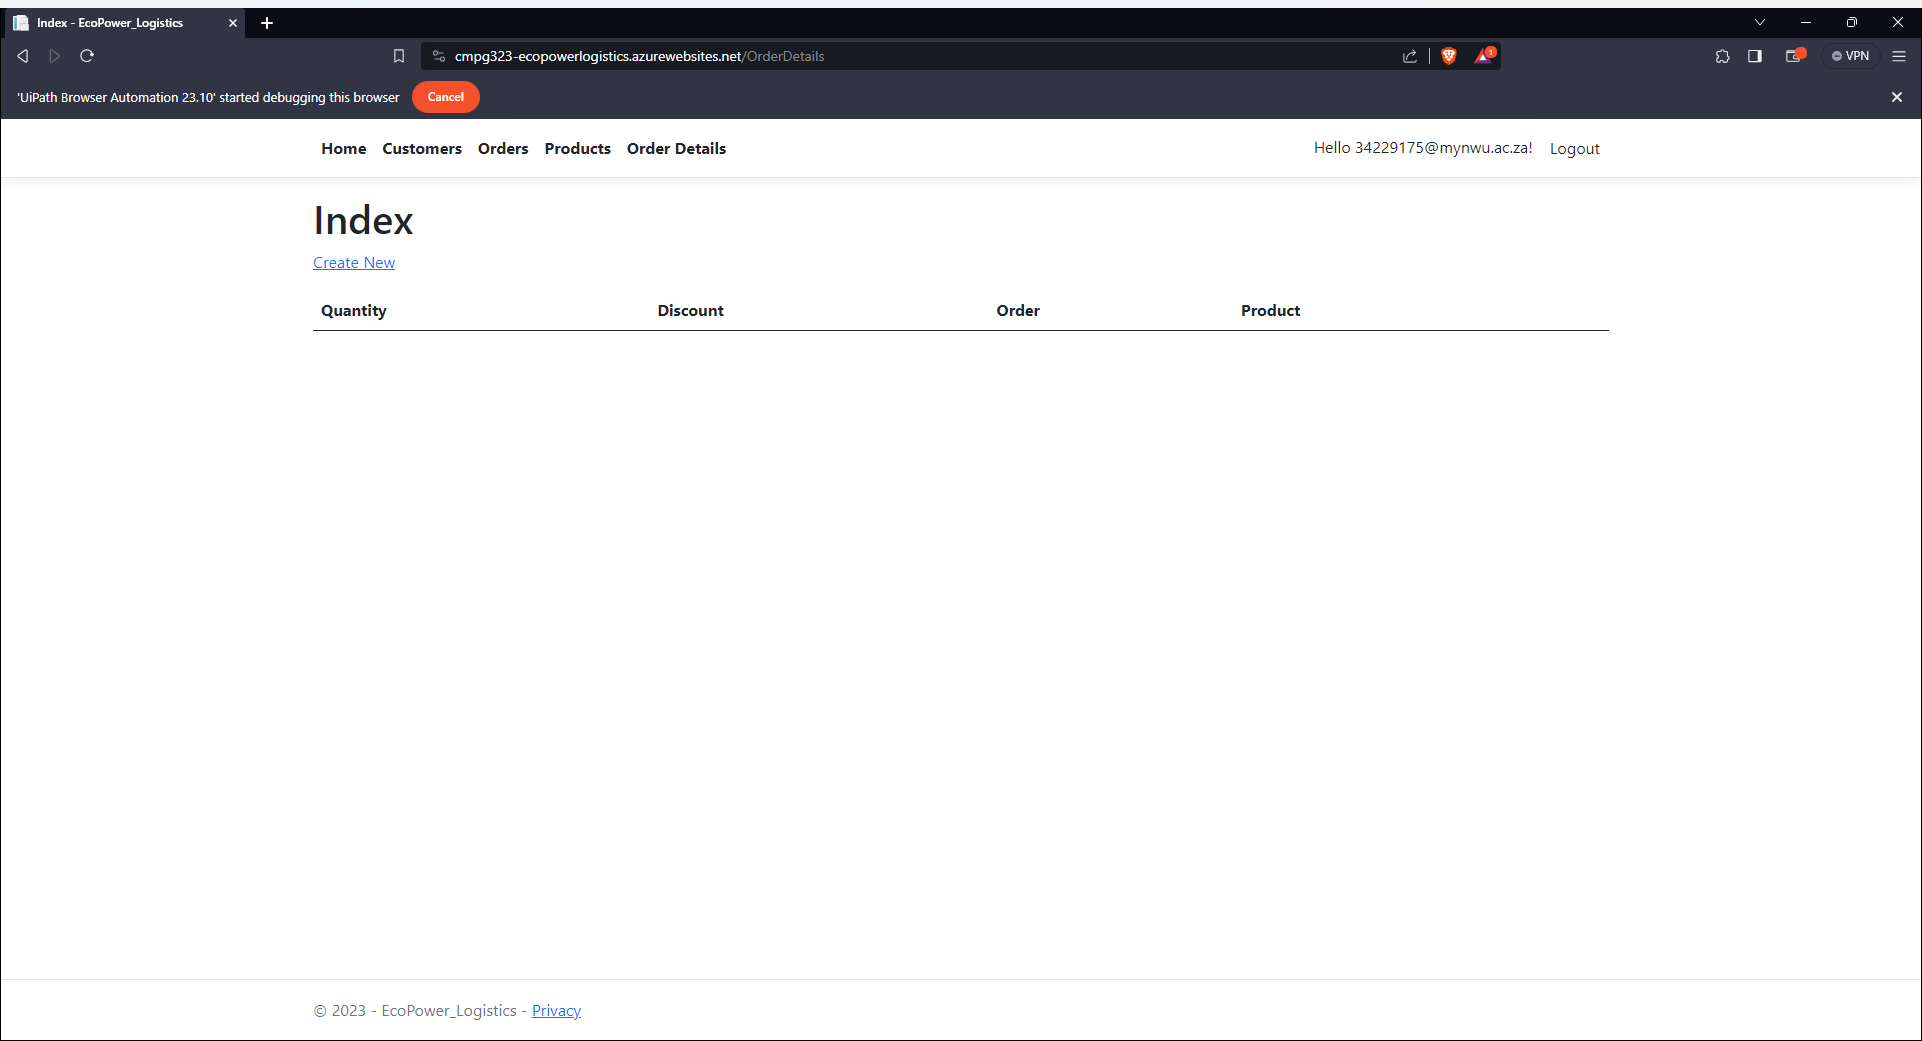 Index - EcoPower_Logistics
cmpg323-ecopowerlogistics.azurewebsites.net/OrderDetails
1
VPN
'UiPath Browser Automation 23.10' started debugging this browser
Cancel
Home Customers Orders Products Order Details
Hello 34229175@mynwu.ac.za! Logout
Index
Create New
Quantity Discount Order Product
© 2023 - EcoPower_Logistics - Privacy